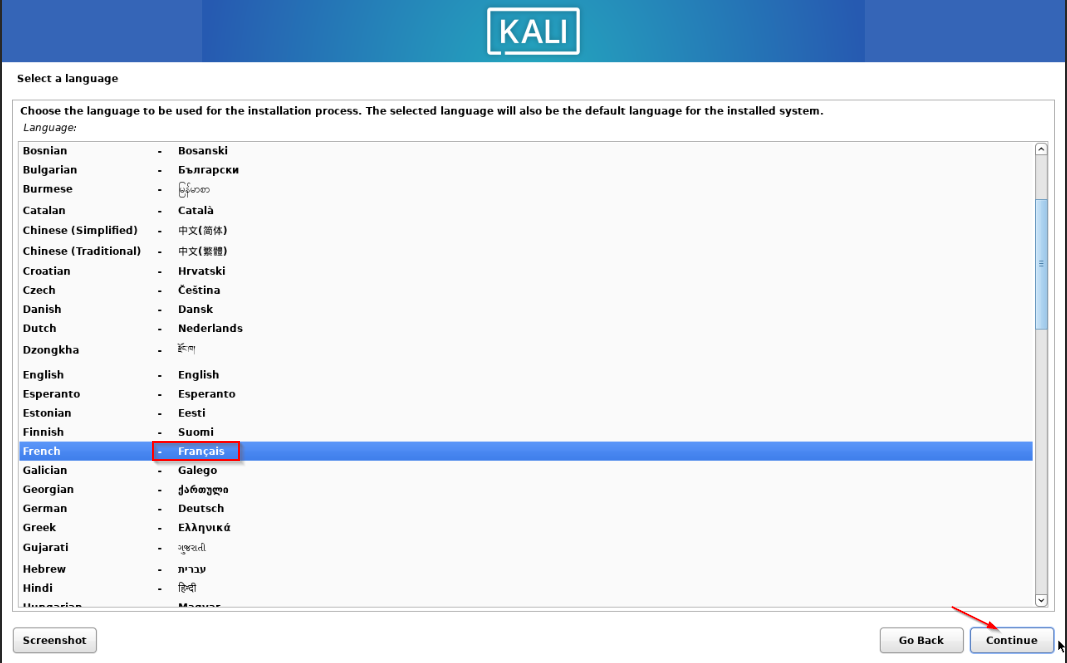 KALI
Select a language
Choose the language to be used for the installation process. The selected language will also be the default language for the installed system.
Language:
Bosnian - Bosanski
Bulgarian - Български
Burmese - မြန်မာစာ
Catalan - Català
Chinese (Simplified) - 中文(简体)
Chinese (Traditional) - 中文(繁體)
Croatian - Hrvatski
Czech - Čeština
Danish - Dansk
Dutch - Nederlands
Dzongkha - རྫོང་ཁ།
English - English
Esperanto - Esperanto
Estonian - Eesti
Finnish - Suomi
French - Français
Galician - Galego
Georgian - ქართული
German - Deutsch
Greek - Ελληνικά
Gujarati - ગુજરાતી
Hebrew - עברית
Hindi - हिन्दी
Hungarian - Magyar
Screenshot
Go Back
Continue